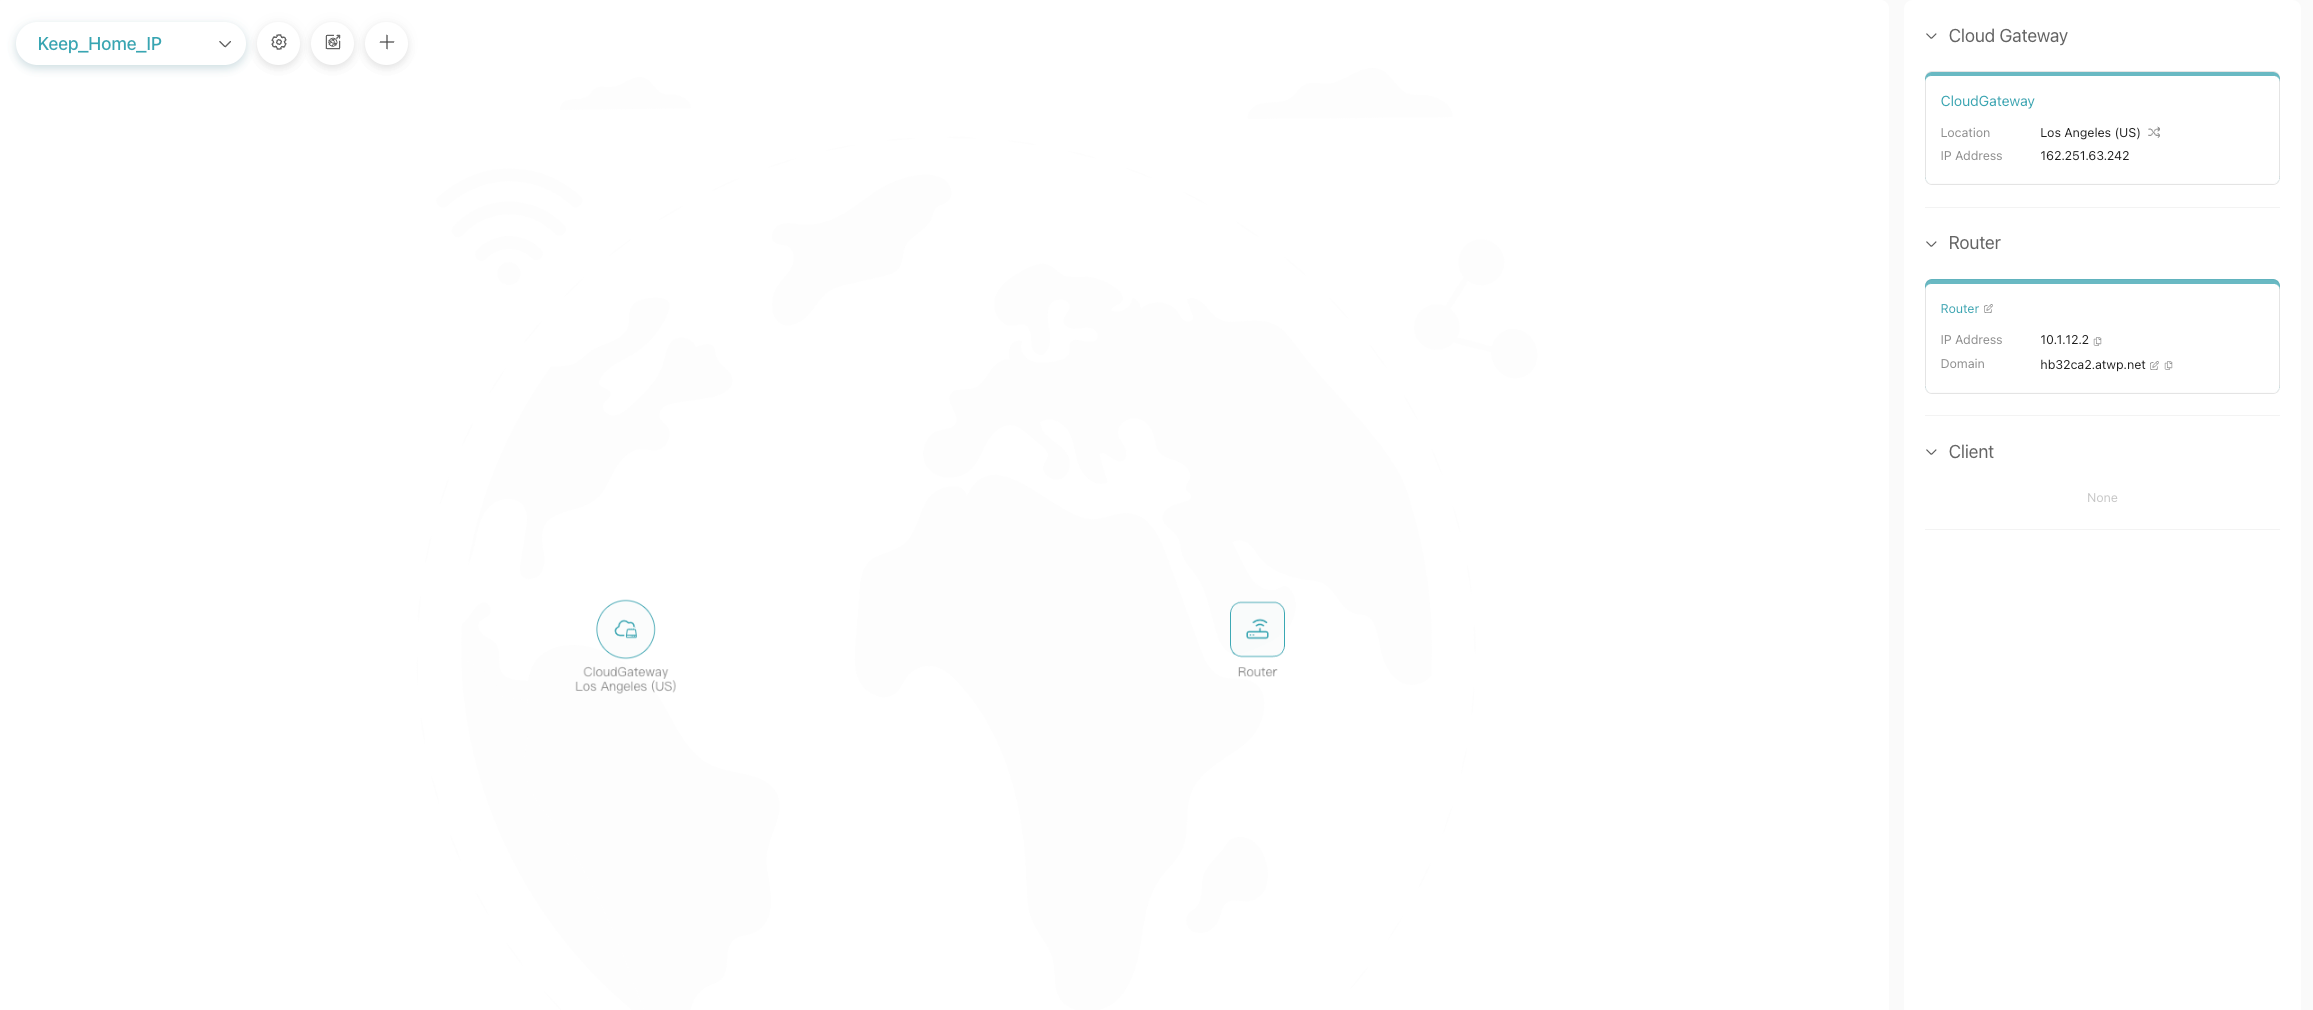 Keep_Home_IP
CloudGateway
Los Angeles (US)
Router
Cloud Gateway
CloudGateway
Location Los Angeles (US)
IP Address 162.251.63.242
Router
Router
IP Address 10.1.12.2
Domain hb32ca2.atwp.net
Client
None